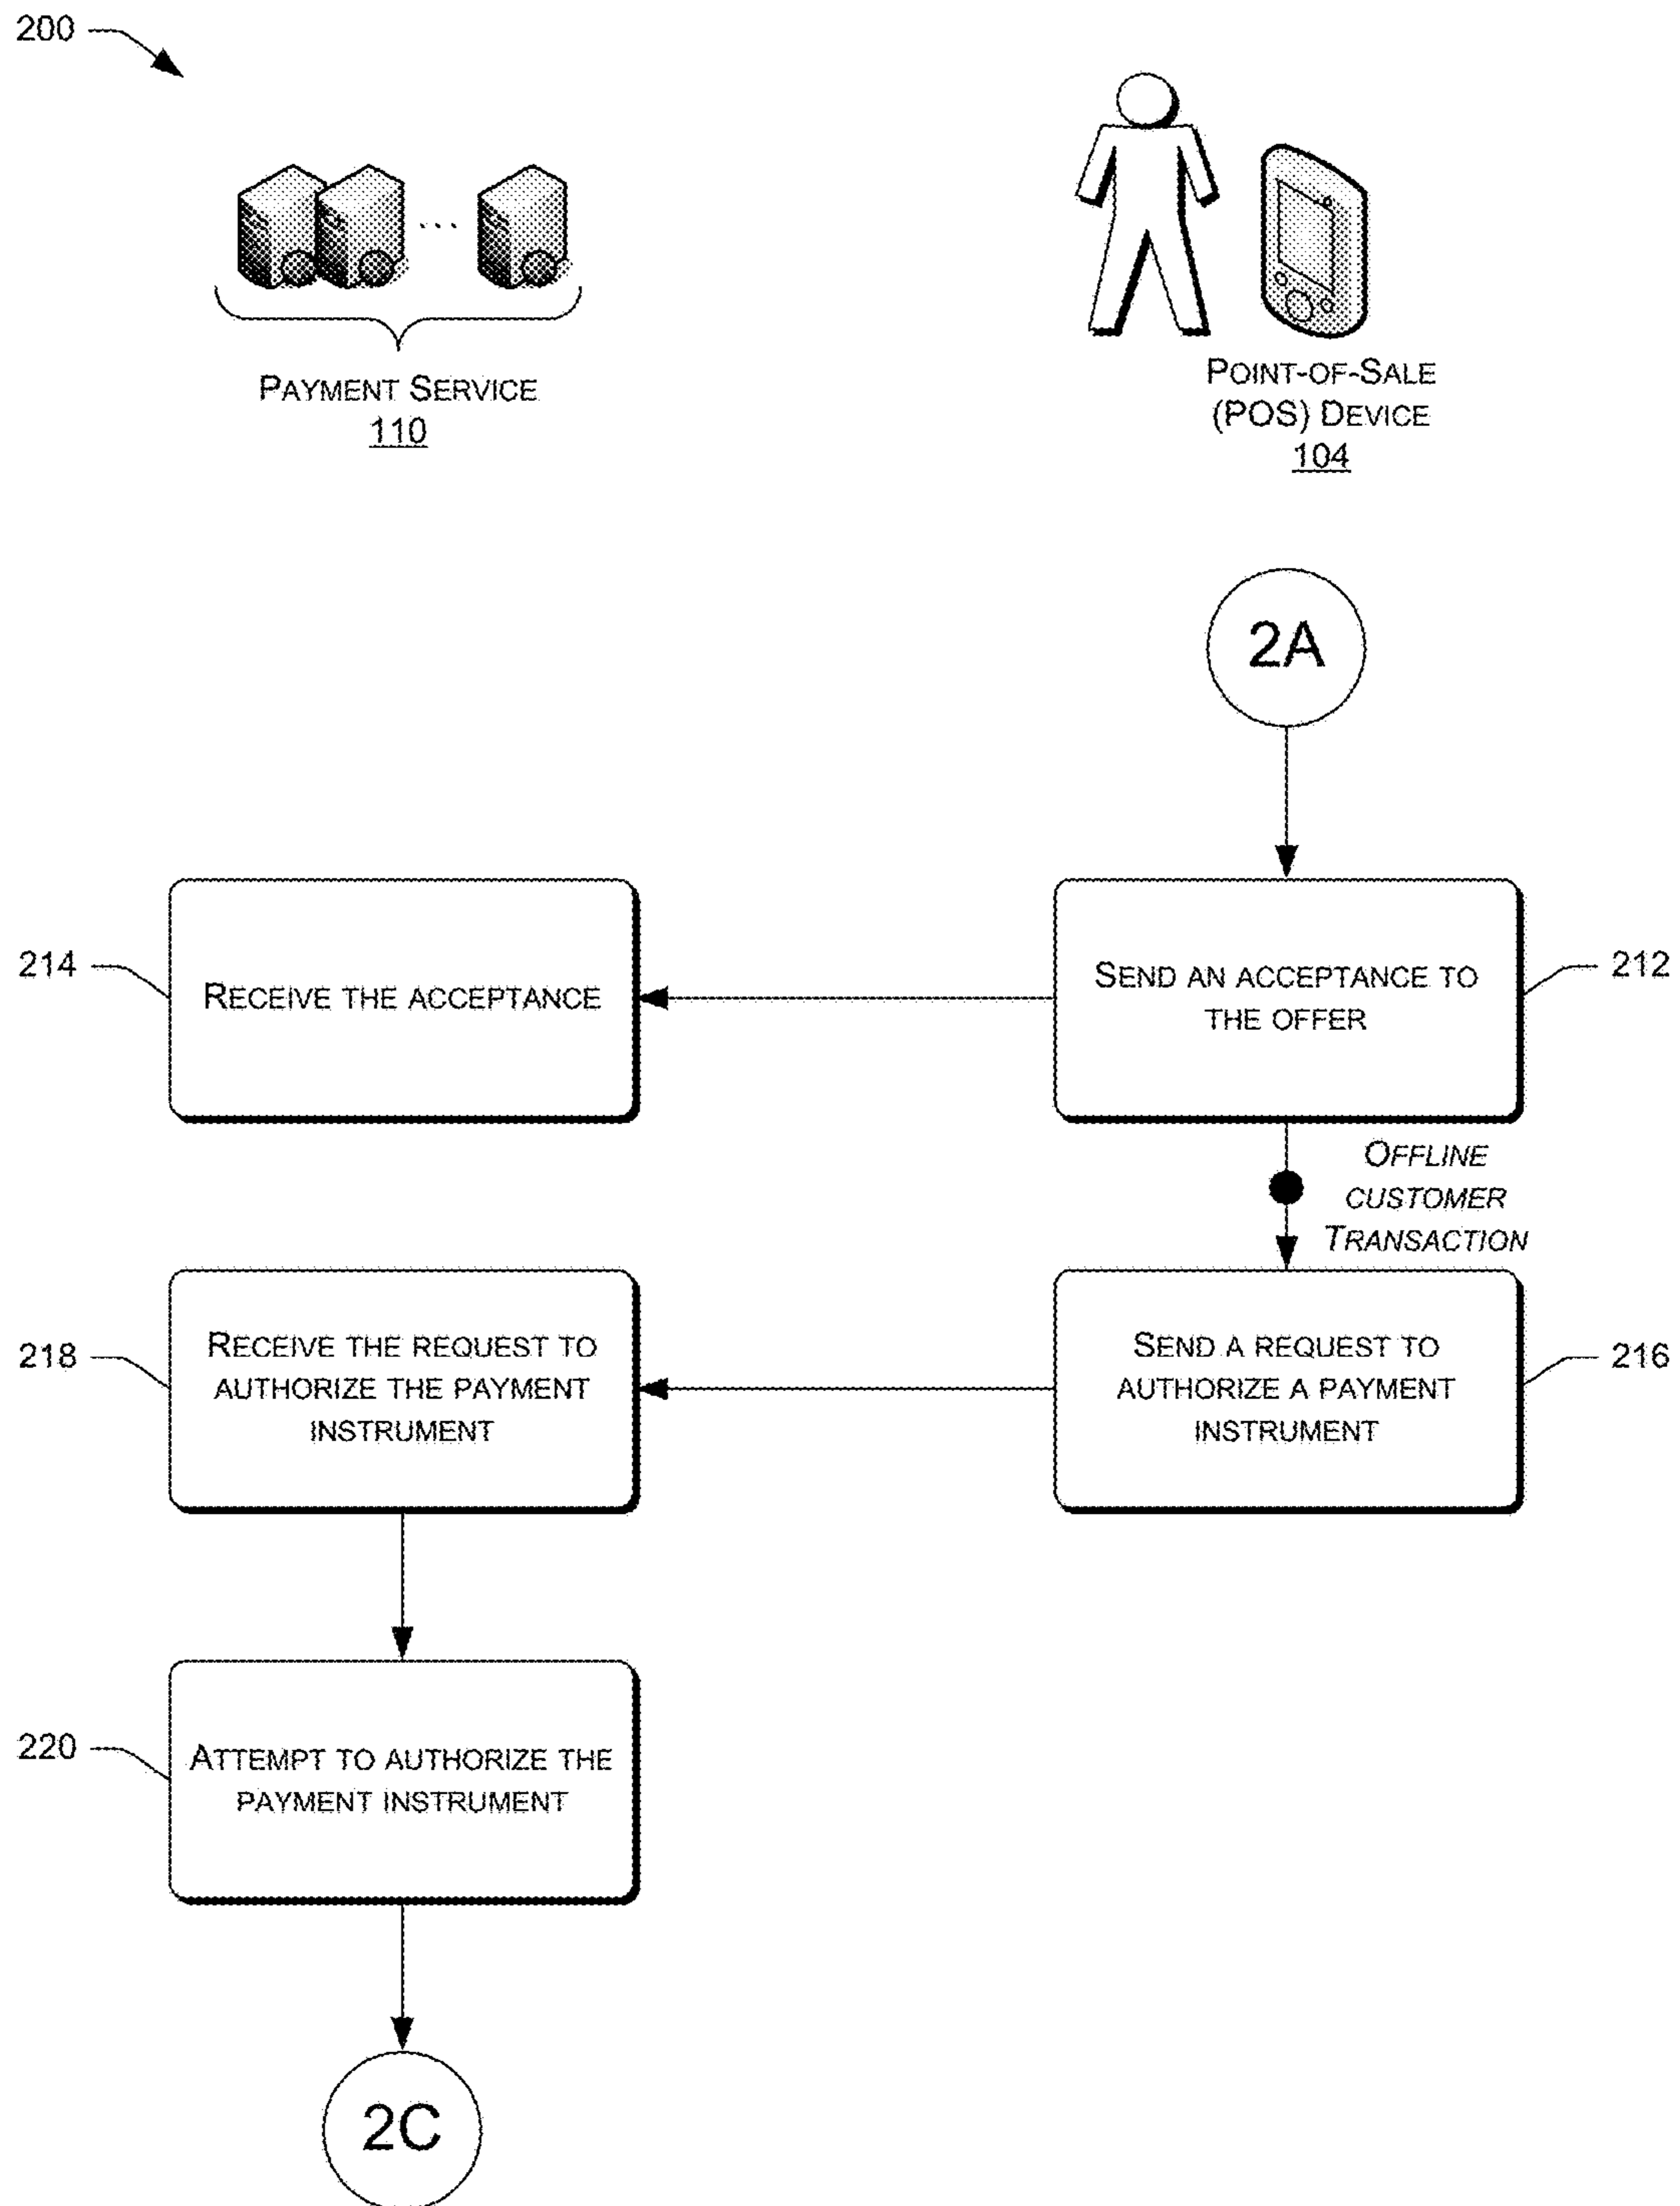 200
PAYMENT SERVICE
110
POINT-OF-SALE
(POS) DEVICE
104
2A
214
RECEIVE THE ACCEPTANCE
SEND AN ACCEPTANCE TO
THE OFFER
212
OFFLINE
CUSTOMER
TRANSACTION
218
RECEIVE THE REQUEST TO
AUTHORIZE THE PAYMENT
INSTRUMENT
SEND A REQUEST TO
AUTHORIZE A PAYMENT
INSTRUMENT
216
220
ATTEMPT TO AUTHORIZE THE
PAYMENT INSTRUMENT
2C